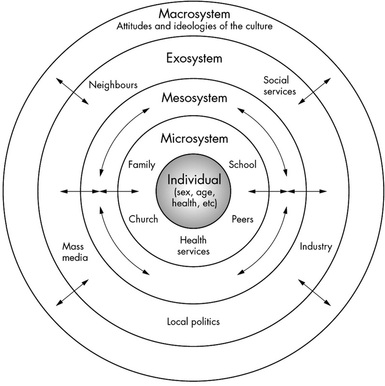 Macrosystem
Attitudes and ideologies of the culture
Exosystem
Neighbours
Social
services
Mesosystem
Microsystem
Family
School
Individual
(sex, age,
health, etc)
Church
Peers
Health
services
Mass
media
Industry
Local politics